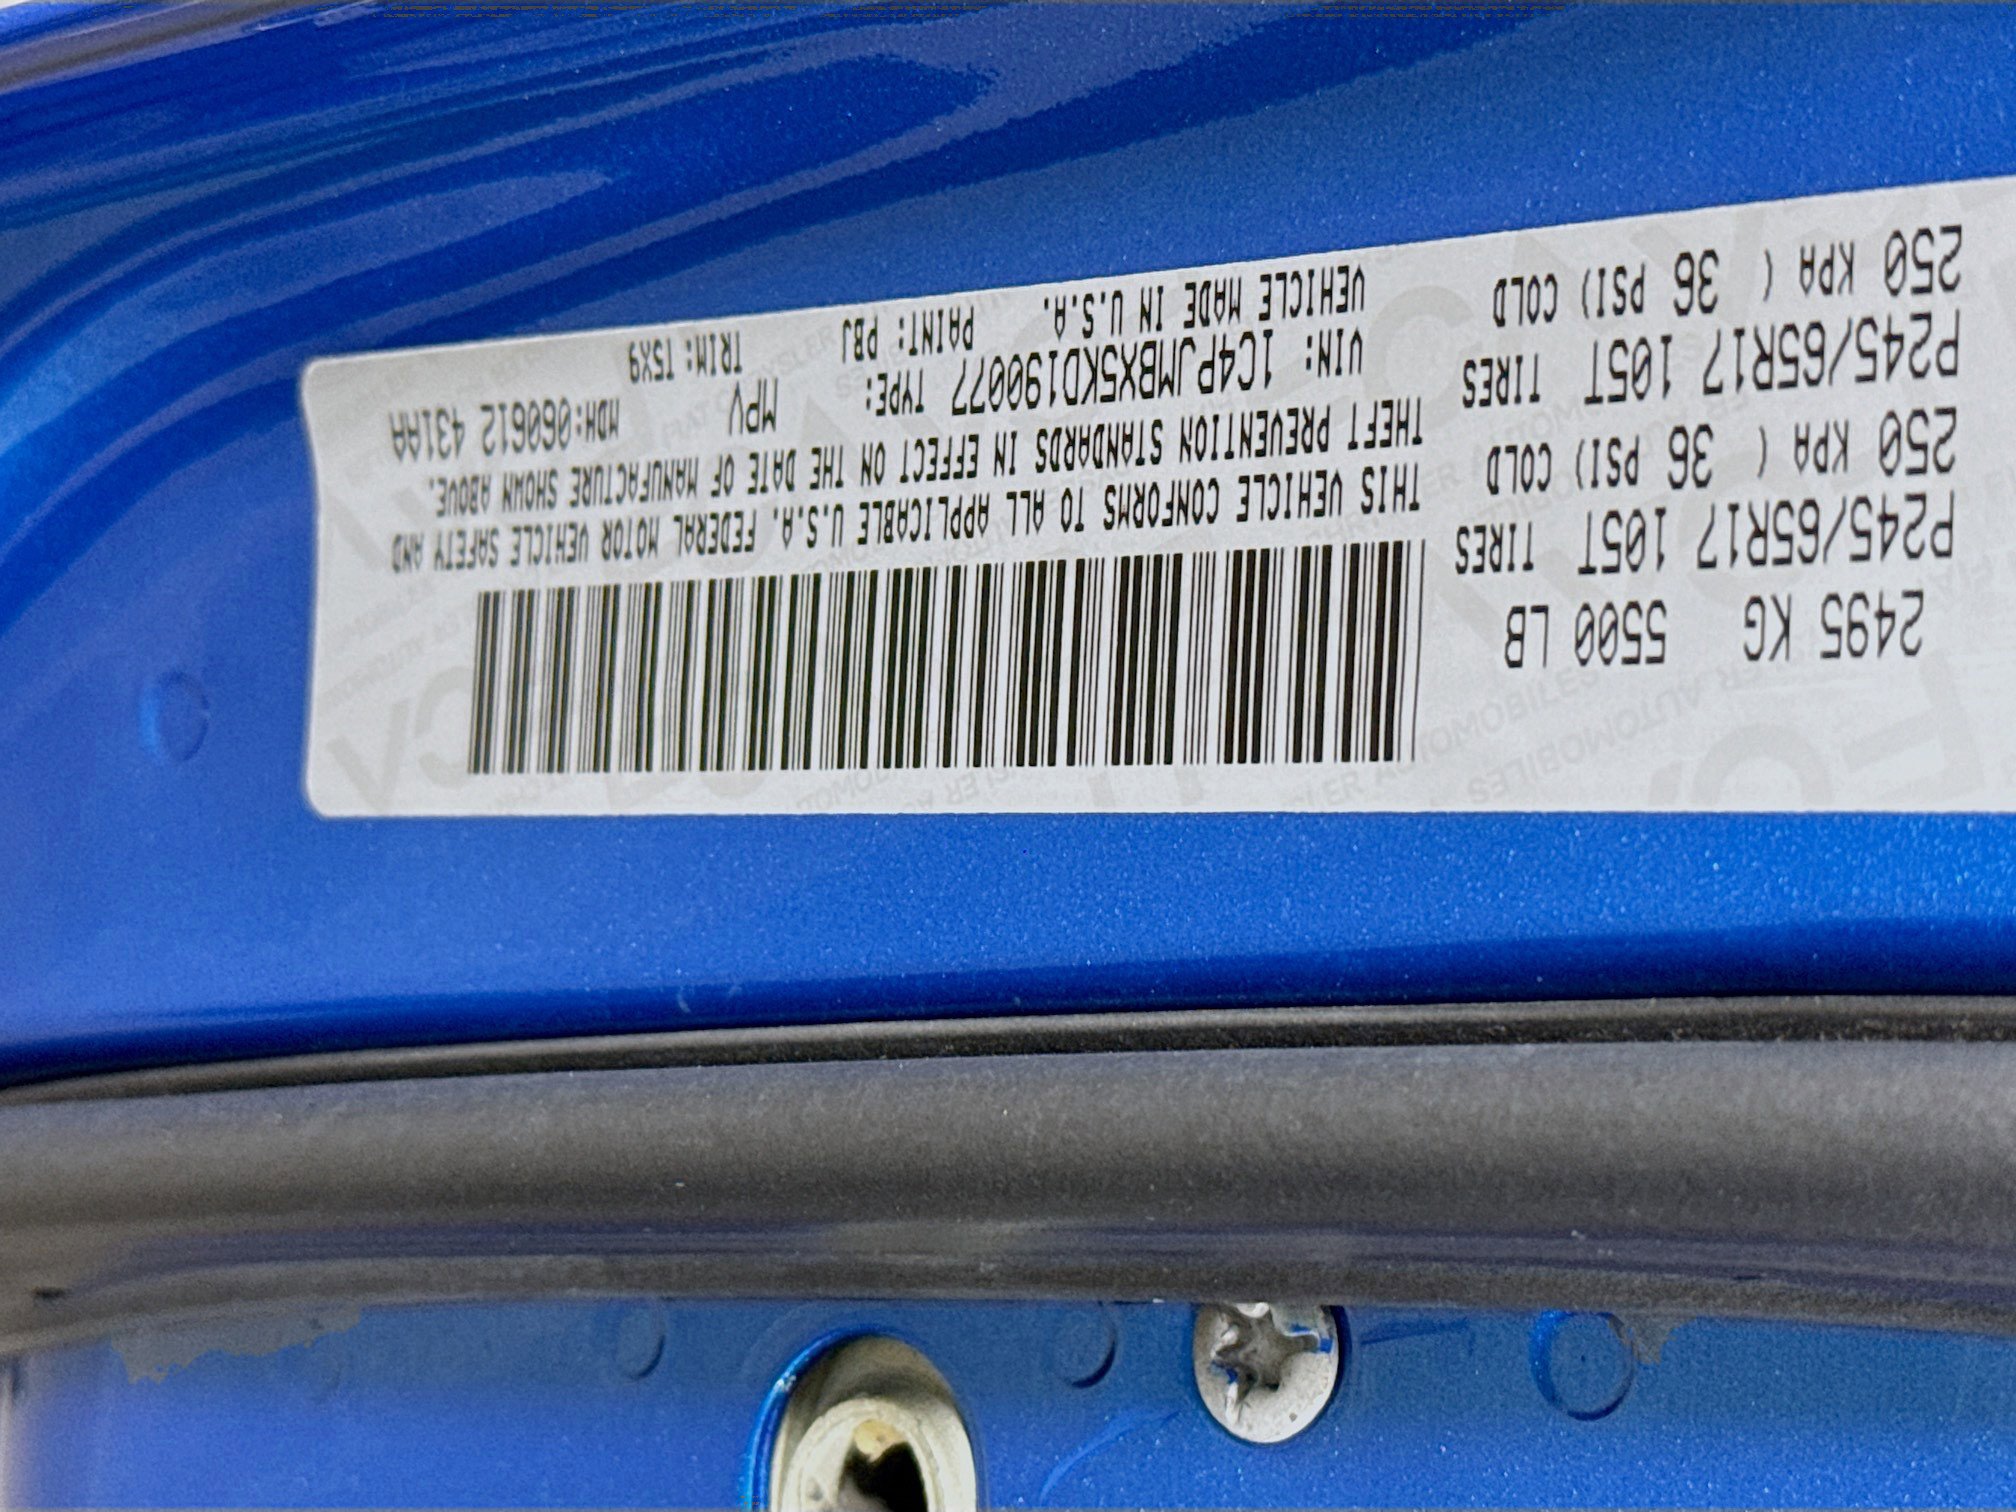 2495 KG 5500 LB
P245/65R17 105T TIRES
250 KPA ( 36 PSI) COLD
P245/65R17 105T TIRES
250 KPA ( 36 PSI) COLD
THIS VEHICLE CONFORMS TO ALL APPLICABLE U.S.A. FEDERAL MOTOR VEHICLE SAFETY AND
THEFT PREVENTION STANDARDS IN EFFECT ON THE DATE OF MANUFACTURE SHOWN ABOVE.
VIN: 1C4PJMBX5KD190077 TYPE: MPV MDH:060612 431AA
VEHICLE MADE IN U.S.A. PAINT: PBJ TRIM: T5X9